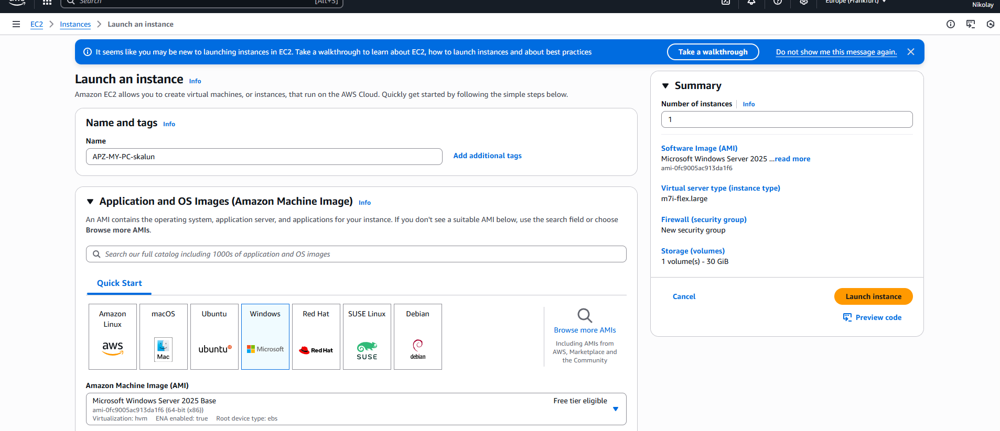 aws
Search
[Alt+S]
Europe (Frankfurt)
Nikolay
EC2
Instances
Launch an instance
It seems like you may be new to launching instances in EC2. Take a walkthrough to learn about EC2, how to launch instances and about best practices
Take a walkthrough
Do not show me this message again.
Launch an instance Info
Amazon EC2 allows you to create virtual machines, or instances, that run on the AWS Cloud. Quickly get started by following the simple steps below.
Name and tags Info
Name
APZ-MY-PC-skalun
Add additional tags
Application and OS Images (Amazon Machine Image) Info
An AMI contains the operating system, application server, and applications for your instance. If you don't see a suitable AMI below, use the search field or choose
Browse more AMIs.
Search our full catalog including 1000s of application and OS images
Quick Start
Amazon
Linux
aws
macOS
Mac
Ubuntu
ubuntu
Windows
Microsoft
Red Hat
Red Hat
SUSE Linux
SUSE
Debian
debian
Browse more AMIs
Including AMIs from
AWS, Marketplace and
the Community
Amazon Machine Image (AMI)
Microsoft Windows Server 2025 Base
Free tier eligible
ami-0fc9005ac913da1f6 (64-bit (x86))
Virtualization: hvm ENA enabled: true Root device type: ebs
Summary
Number of instances Info
1
Software Image (AMI)
Microsoft Windows Server 2025 ...read more
ami-0fc9005ac913da1f6
Virtual server type (instance type)
m7i-flex.large
Firewall (security group)
New security group
Storage (volumes)
1 volume(s) - 30 GiB
Cancel
Launch instance
Preview code